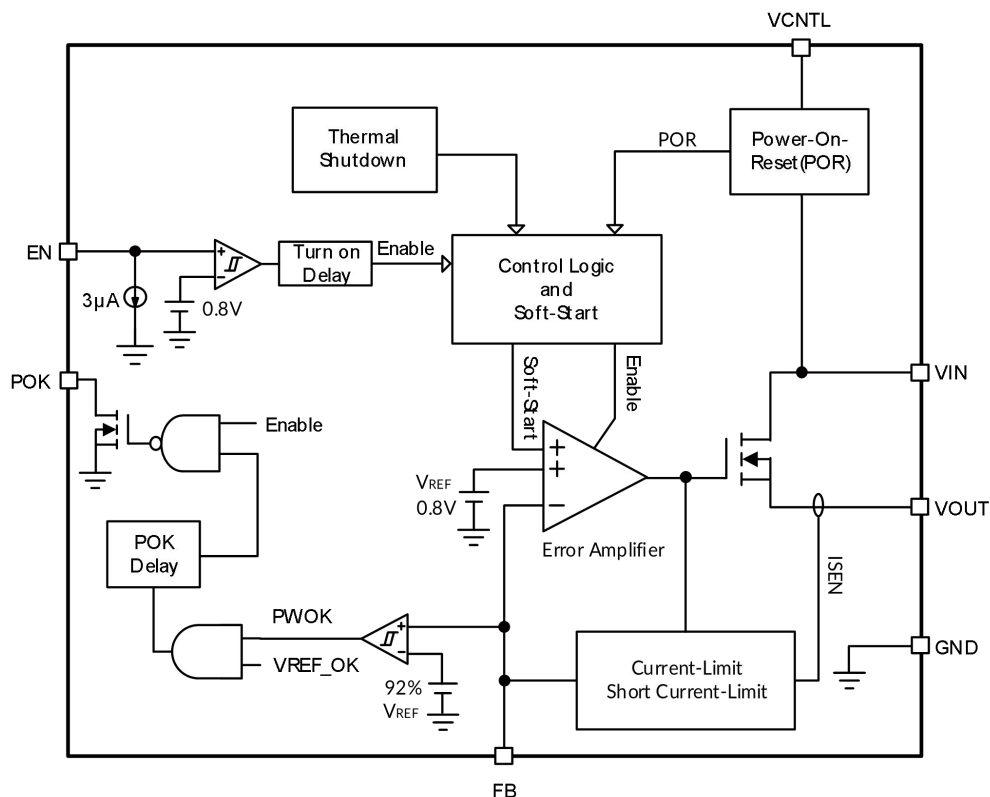 VCNTL
Thermal
Shutdown
POR
Power-On-
Reset(POR)
EN
3µA
0.8V
Turn on
Delay
Enable
Control Logic
and
Soft-Start
Soft-Start
Enable
POK
Enable
VIN
VREF
0.8V
Error Amplifier
VOUT
ISEN
POK
Delay
PWOK
VREF_OK
92%
VREF
Current-Limit
Short Current-Limit
GND
FB